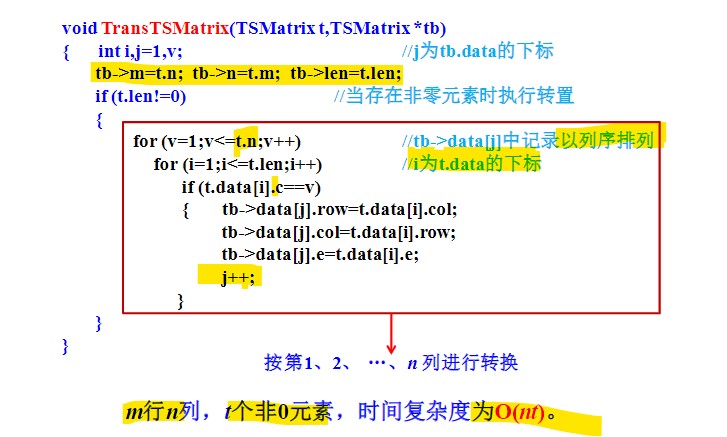 void TransTSMatrix(TSMatrix t,TSMatrix *tb)
{ int i,j=1,v; //j为tb.data的下标
tb->m=t.n; tb->n=t.m; tb->len=t.len;
if (t.len!=0) //当存在非零元素时执行转置
{
for (v=1;v<=t.n;v++) //tb->data[j]中记录以列序排列
for (i=1;i<=t.len;i++) //i为t.data的下标
if (t.data[i].c==v)
{ tb->data[j].row=t.data[i].col;
tb->data[j].col=t.data[i].row;
tb->data[j].e=t.data[i].e;
j++;
}
}
}
按第1、2、 …、n 列进行转换
m行n列，t个非0元素，时间复杂度为O(nt)。